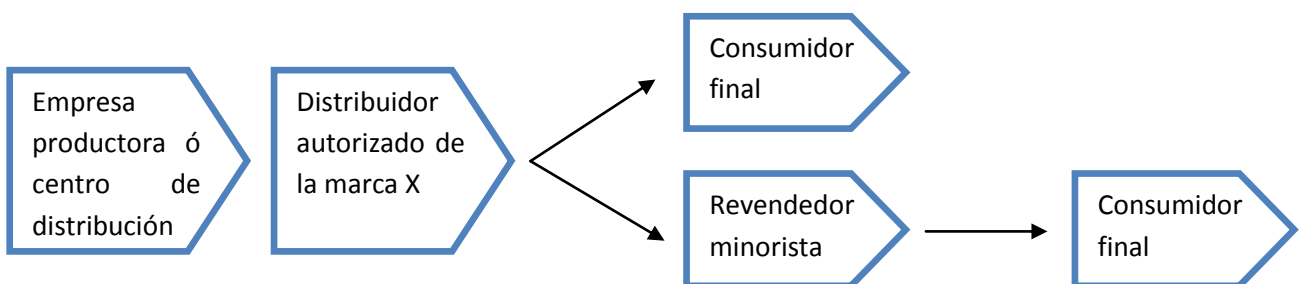 Empresa
productora ó
centro de
distribución
Distribuidor
autorizado de
la marca X
Consumidor
final
Revendedor
minorista
Consumidor
final